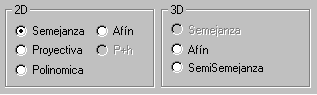 2D
Semejanza
Afín
Proyectiva
P+h
Polinomica
3D
Semejanza
Afín
SemiSemejanza